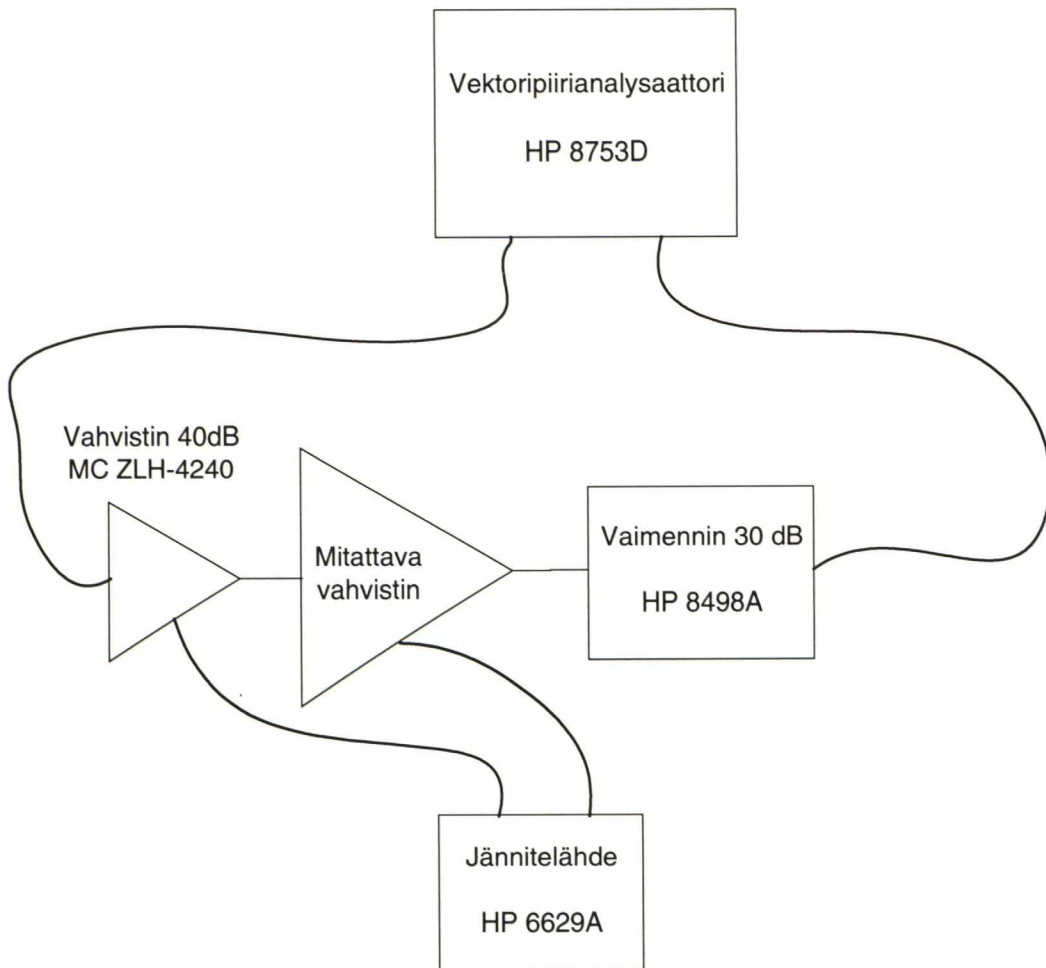 Vektoripiirianalysaattori
HP 8753D
Vahvistin 40dB
MC ZLH-4240
Mitattava
vahvistin
Vaimennin 30 dB
HP 8498A
Jännitelähde
HP 6629A